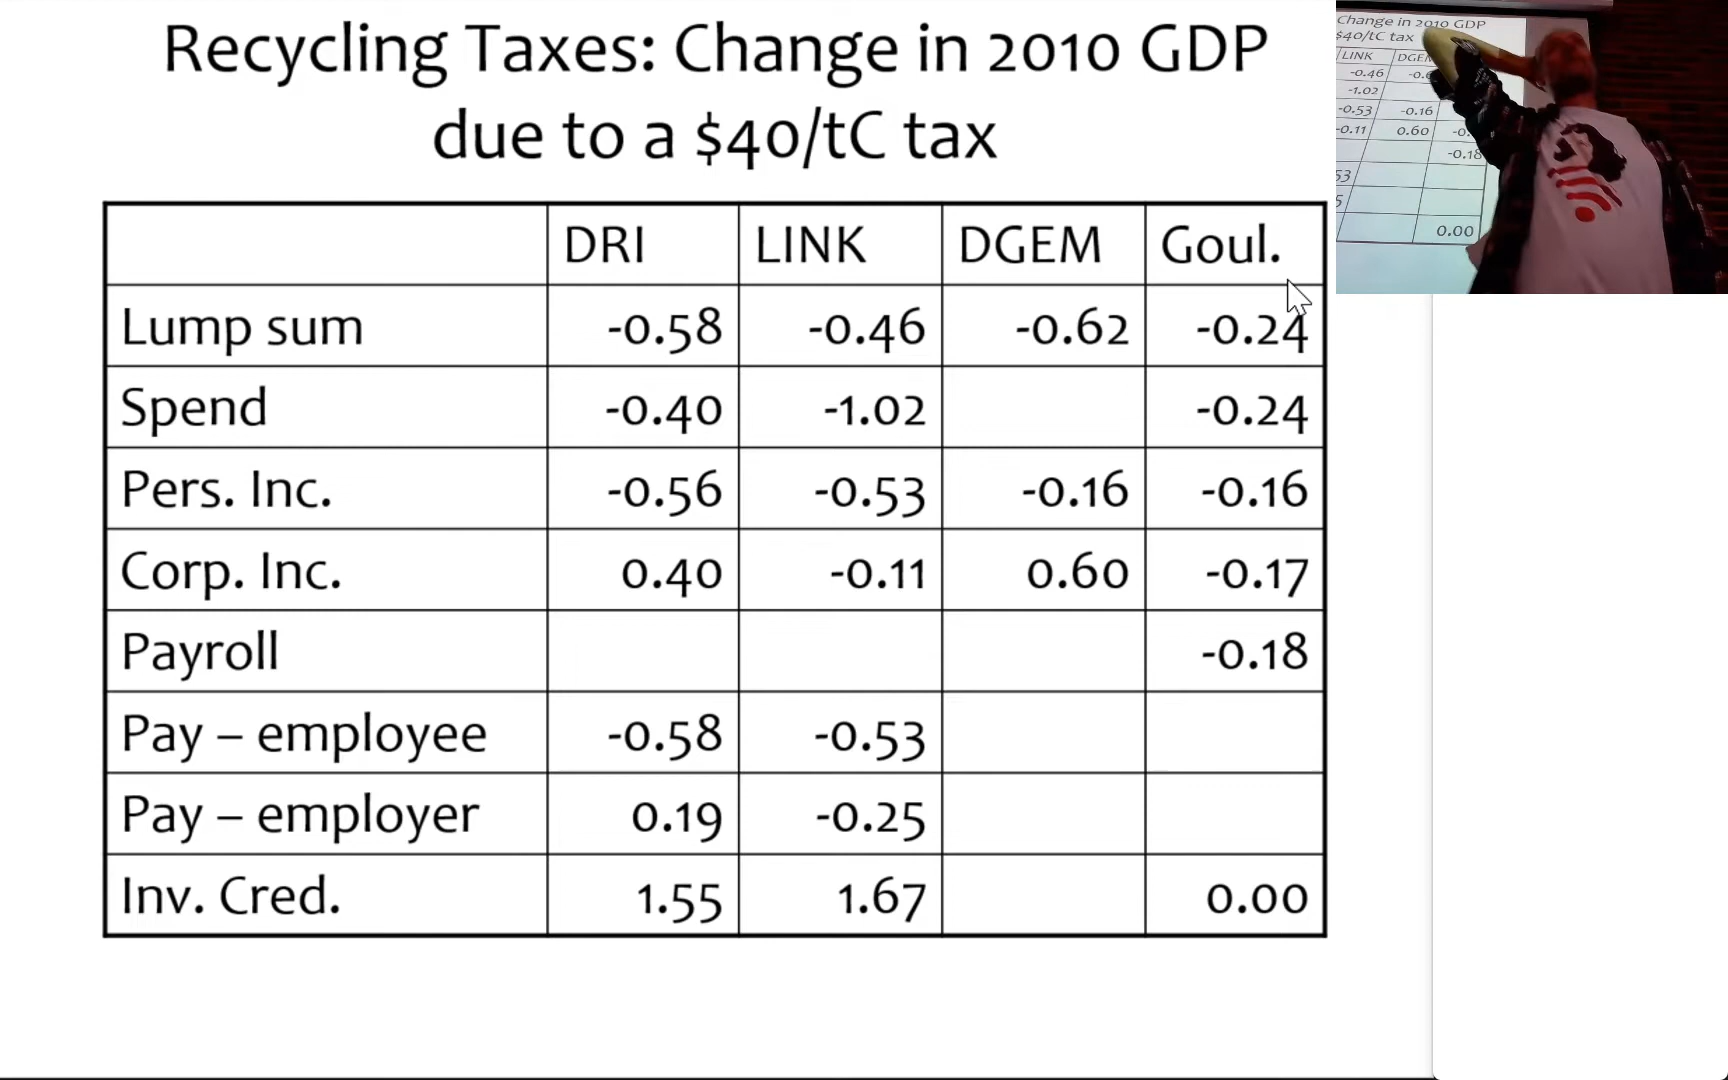 Recycling Taxes: Change in 2010 GDP
due to a $40/tC tax
DRI LINK DGEM Goul.
Lump sum -0.58 -0.46 -0.62 -0.24
Spend -0.40 -1.02 -0.24
Pers. Inc. -0.56 -0.53 -0.16 -0.16
Corp. Inc. 0.40 -0.11 0.60 -0.17
Payroll -0.18
Pay – employee -0.58 -0.53
Pay – employer 0.19 -0.25
Inv. Cred. 1.55 1.67 0.00
Change in 2010 GDP
$40/tC tax
LINK
-0.46
-1.02
-0.53 -0.16
-0.11 0.60
-0.18
0.00